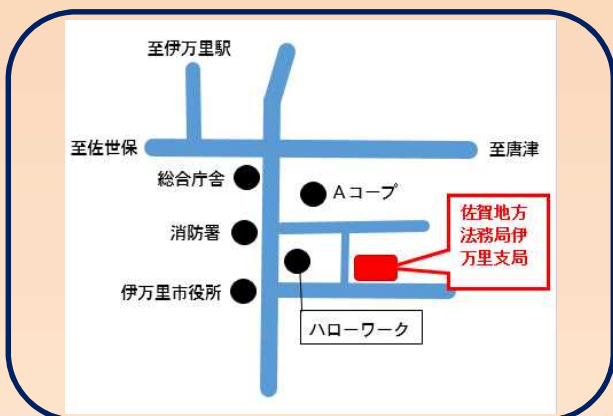 至伊万里駅
至佐世保
至唐津
総合庁舎
Aコープ
佐賀地方
法務局伊
万里支局
消防署
伊万里市役所
ハローワーク